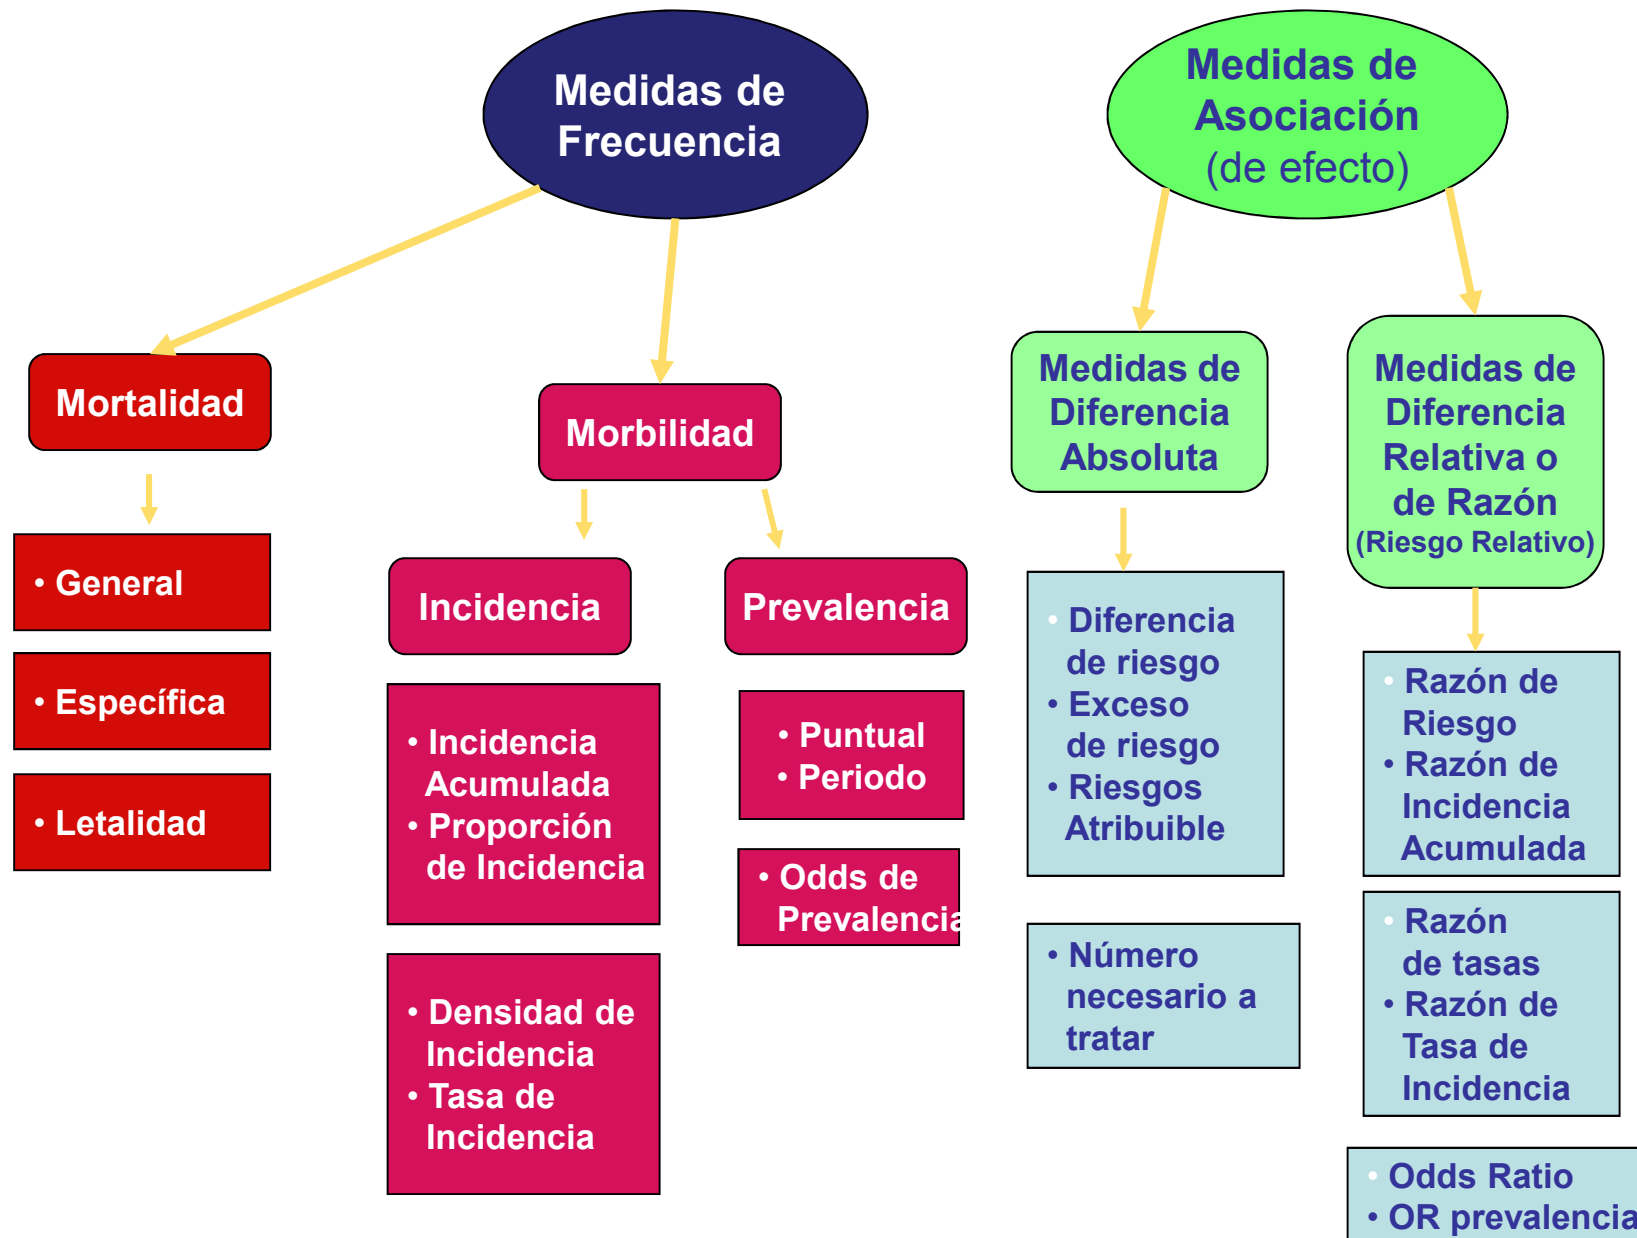 Medidas de
Frecuencia
Medidas de
Asociación
(de efecto)
Mortalidad
• General
• Específica
• Letalidad
Morbilidad
Incidencia
• Incidencia
Acumulada
• Proporción
de Incidencia
• Densidad de
Incidencia
• Tasa de
Incidencia
Prevalencia
• Puntual
• Periodo
• Odds de
Prevalencia
Medidas de
Diferencia
Absoluta
• Diferencia
de riesgo
• Exceso
de riesgo
• Riesgos
Atribuible
• Número
necesario a
tratar
Medidas de
Diferencia
Relativa o
de Razón
(Riesgo Relativo)
• Razón de
Riesgo
• Razón de
Incidencia
Acumulada
• Razón
de tasas
• Razón de
Tasa de
Incidencia
• Odds Ratio
• OR prevalencia